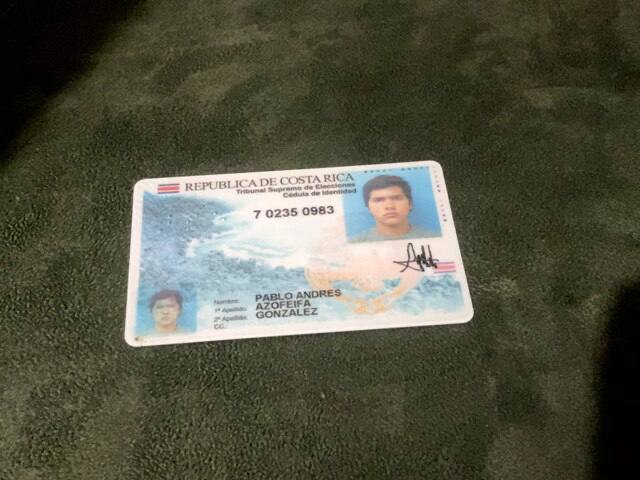 REPUBLICA DE COSTA RICA
Tribunal Supremo de Elecciones
Cédula de Identidad
7 0235 0983
Nombre: PABLO ANDRES
1º Apellido: AZOFEIFA
2º Apellido: GONZALEZ
CC.: